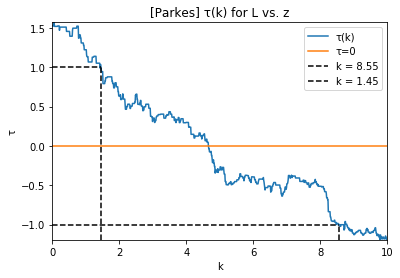 [Parkes] τ(k) for L vs. z
τ
1.5
1.0
0.5
0.0
−0.5
−1.0
τ(k)
τ=0
k = 8.55
k = 1.45
0 2 4 6 8 10
k